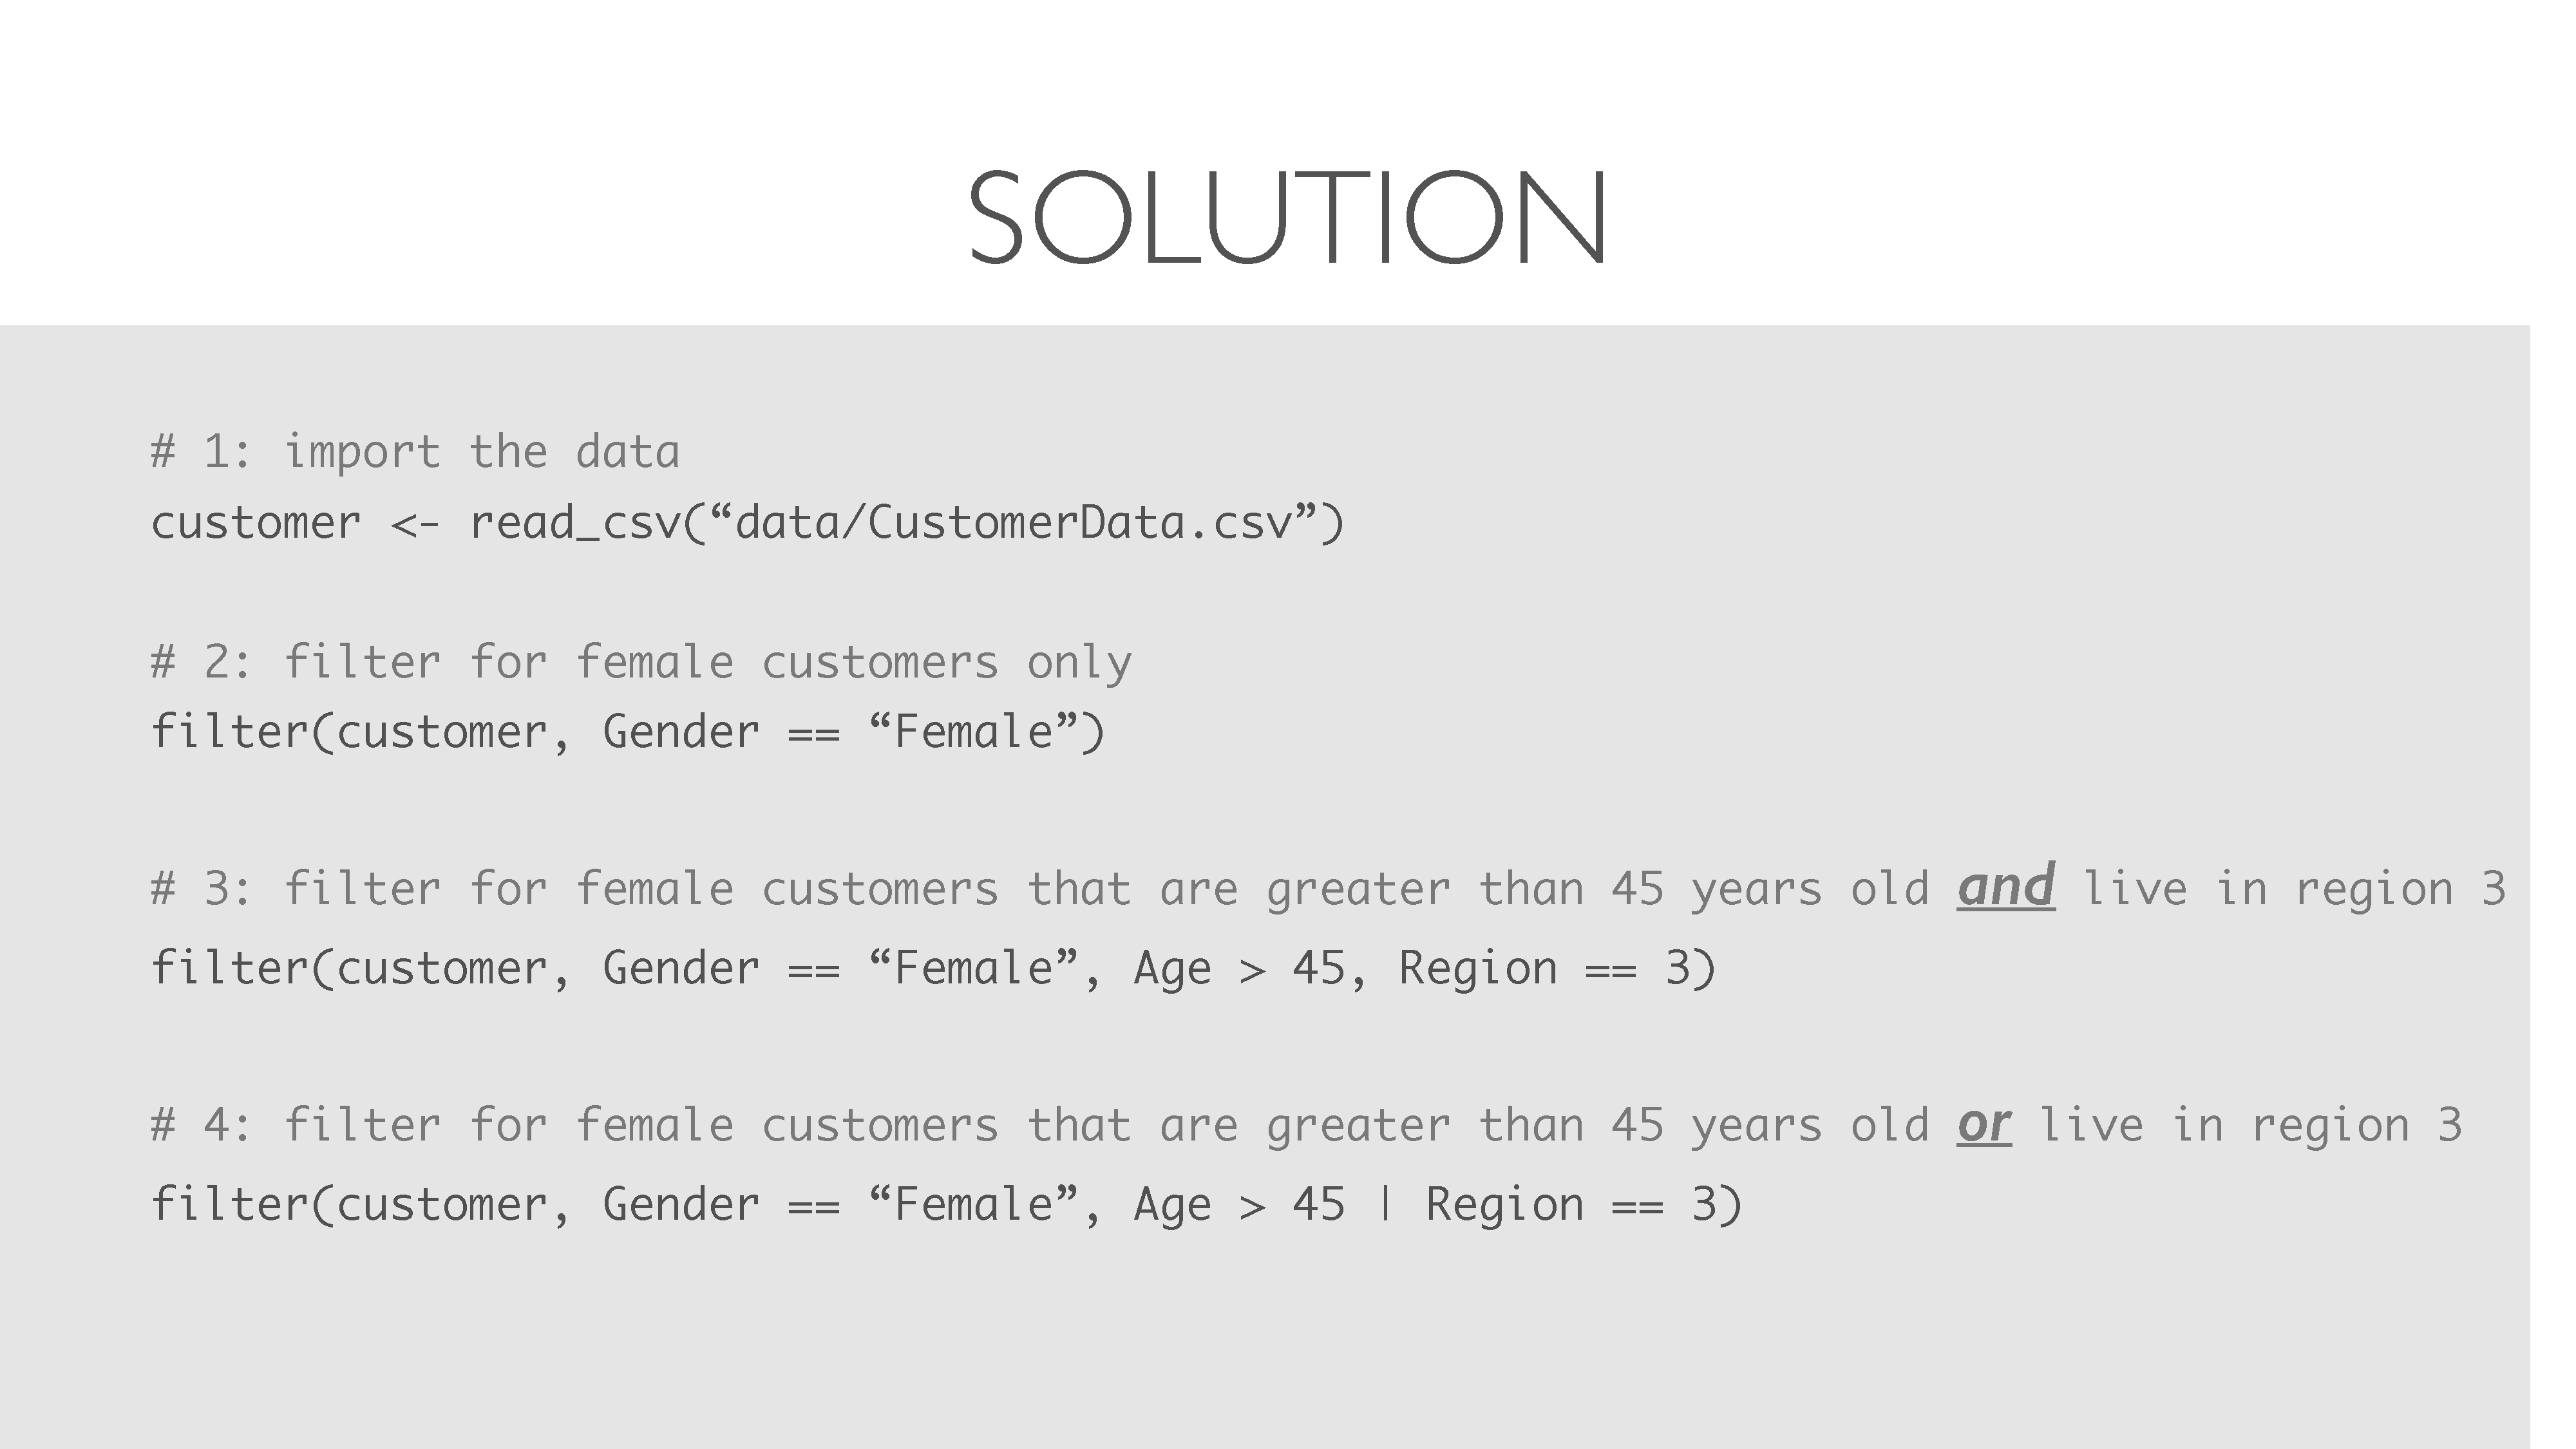 SOLUTION
# 1: import the data
customer <- read_csv(“data/CustomerData.csv”)
# 2: filter for female customers only
filter(customer, Gender == “Female”)
# 3: filter for female customers that are greater than 45 years old and live in region 3
filter(customer, Gender == “Female”, Age > 45, Region == 3)
# 4: filter for female customers that are greater than 45 years old or live in region 3
filter(customer, Gender == “Female”, Age > 45 | Region == 3)